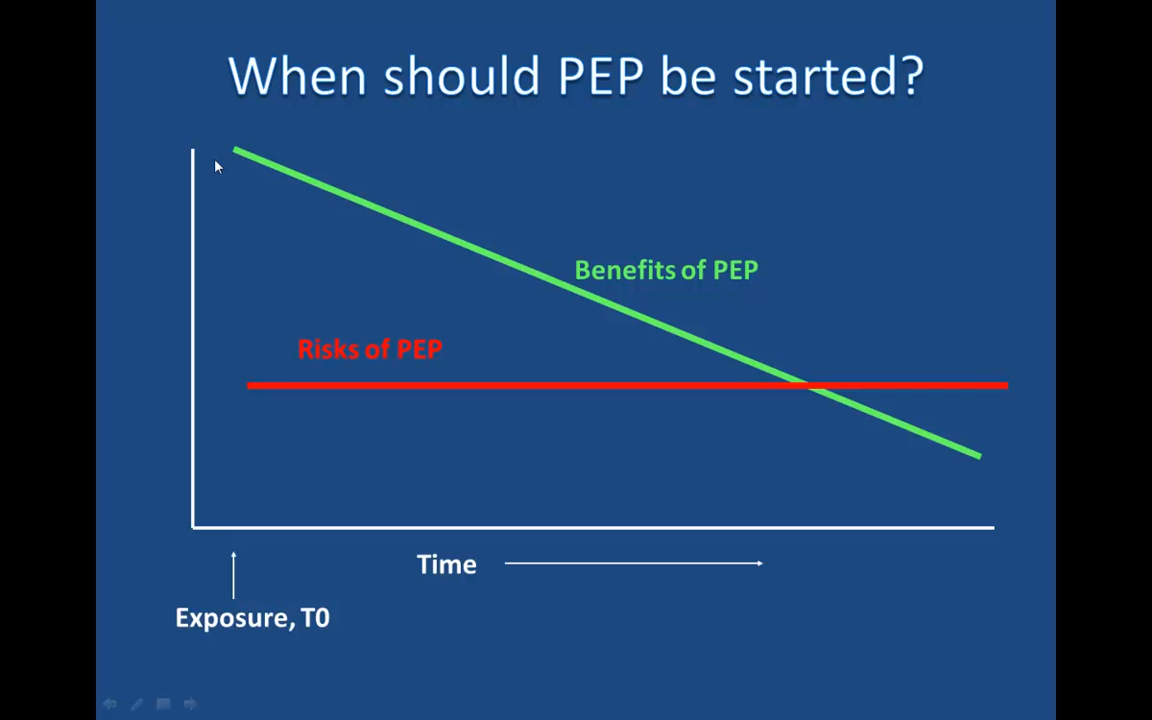 When should PEP be started?
Benefits of PEP
Risks of PEP
Time
Exposure, T0